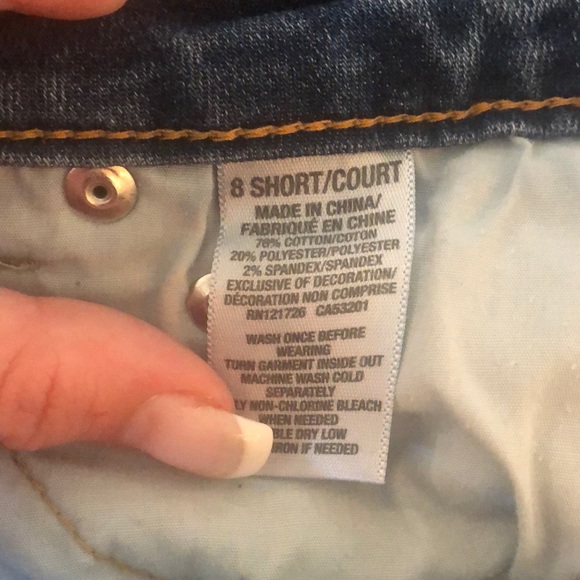 8 SHORT/COURT
MADE IN CHINA/
FABRIQUÉ EN CHINE
78% COTTON/COTON
20% POLYESTER/POLYESTER
2% SPANDEX/SPANDEX
EXCLUSIVE OF DECORATION/
DÉCORATION NON COMPRISE
RN121726 CA53201
WASH ONCE BEFORE
WEARING
TURN GARMENT INSIDE OUT
MACHINE WASH COLD
SEPARATELY
NON-CHLORINE BLEACH
WHEN NEEDED
DRY LOW
IRON IF NEEDED